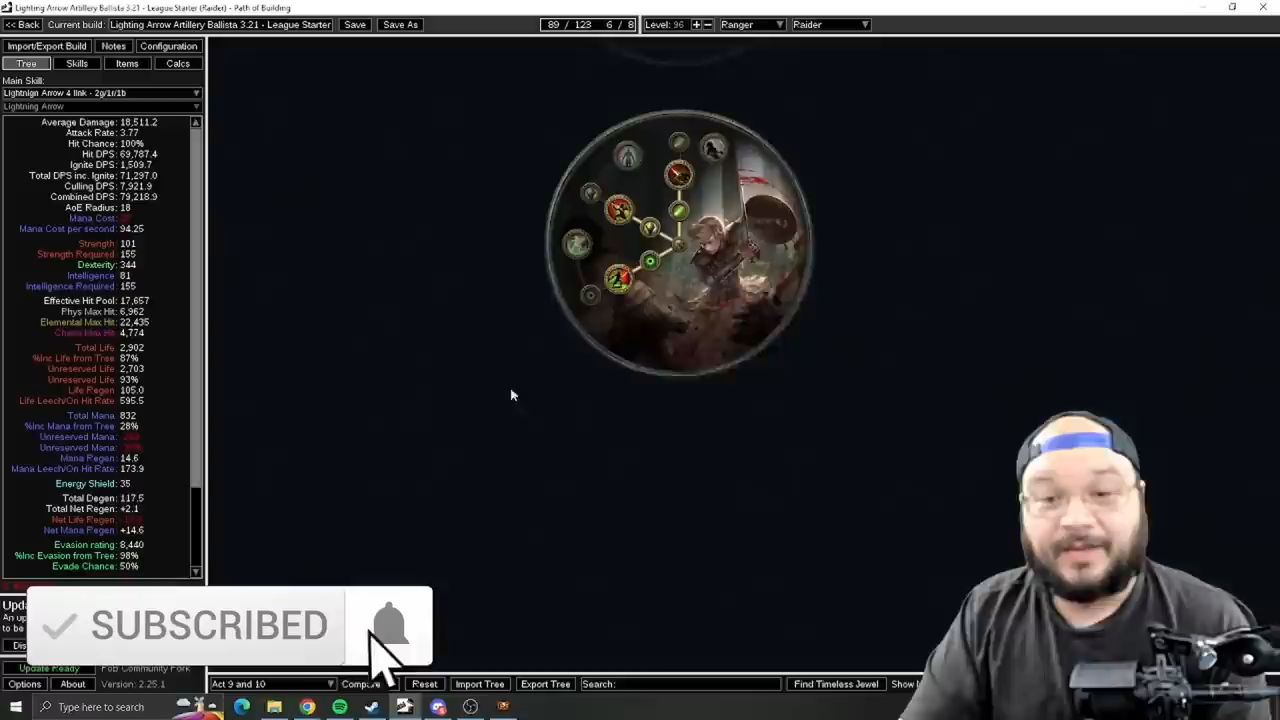 Lighting Arrow Artillery Ballista 3.21 - League Starter (Raider) - Path of Building
<< Back Current build: Lighting Arrow Artillery Ballista 3.21 - League Starter Save Save As 89 / 123 6 / 8 Level: 96 + - Ranger Raider
Import/Export Build Notes Configuration
Tree Skills Items Calcs
Main Skill:
Lightnign Arrow 4 link - 2g/1r/1b
Lightning Arrow
Average Damage: 18,511.2
Attack Rate: 3.77
Hit Chance: 100%
Hit DPS: 69,787.4
Ignite DPS: 1,509.7
Total DPS inc. Ignite: 71,297.0
Culling DPS: 7,921.9
Combined DPS: 79,218.9
AoE Radius: 18
Mana Cost:
Mana Cost per second: 94.25
Strength: 101
Strength Required: 155
Dexterity: 344
Intelligence: 81
Intelligence Required: 155
Effective Hit Pool: 17,657
Phys Max Hit: 6,962
Elemental Max Hit: 22,435
Chaos Max Hit: 4,774
Total Life: 2,902
%Inc Life from Tree: 87%
Unreserved Life: 2,703
Unreserved Life: 93%
Life Regen: 105.0
Life Leech/On Hit Rate: 595.5
Total Mana: 832
%Inc Mana from Tree: 28%
Unreserved Mana:
Unreserved Mana:
Mana Regen: 14.6
Mana Leech/On Hit Rate: 173.9
Energy Shield: 35
Total Degen: 117.5
Total Net Regen: +2.1
Net Life Regen:
Net Mana Regen: +14.6
Evasion rating: 8,440
%Inc Evasion from Tree: 98%
Evade Chance: 50%
SUBSCRIBED
Update Ready PoB Community Fork
Options About Version: 2.25.1 Act 9 and 10 Compare Reset Import Tree Export Tree Search: Find Timeless Jewel Show
Type here to search